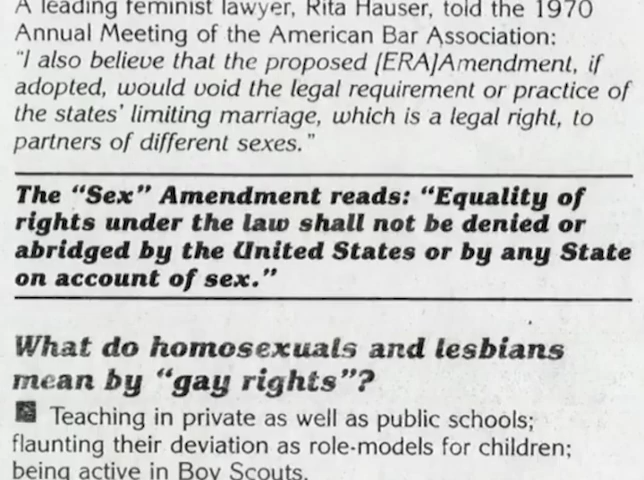 A leading feminist lawyer, Rita Hauser, told the 1970
Annual Meeting of the American Bar Association:
"I also believe that the proposed [ERA]Amendment, if
adopted, would void the legal requirement or practice of
the states' limiting marriage, which is a legal right, to
partners of different sexes."
The "Sex" Amendment reads: "Equality of
rights under the law shall not be denied or
abridged by the United States or by any State
on account of sex."
What do homosexuals and lesbians
mean by "gay rights"?
Teaching in private as well as public schools;
flaunting their deviation as role-models for children;
being active in Boy Scouts.